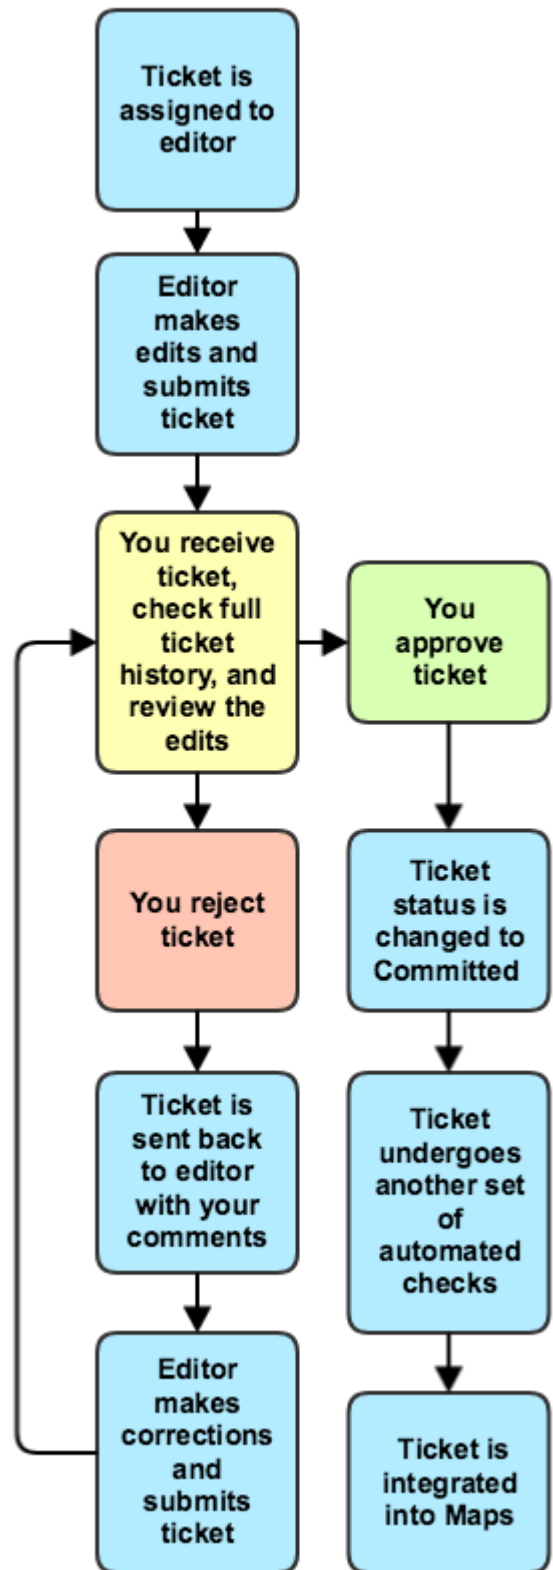 Ticket is
assigned to
editor
Editor
makes
edits and
submits
ticket
You receive
ticket,
check full
ticket
history, and
review the
edits
You
approve
ticket
You reject
ticket
Ticket
status is
changed to
Committed
Ticket is
sent back
to editor
with your
comments
Ticket
undergoes
another set
of
automated
checks
Editor
makes
corrections
and
submits
ticket
Ticket is
integrated
into Maps